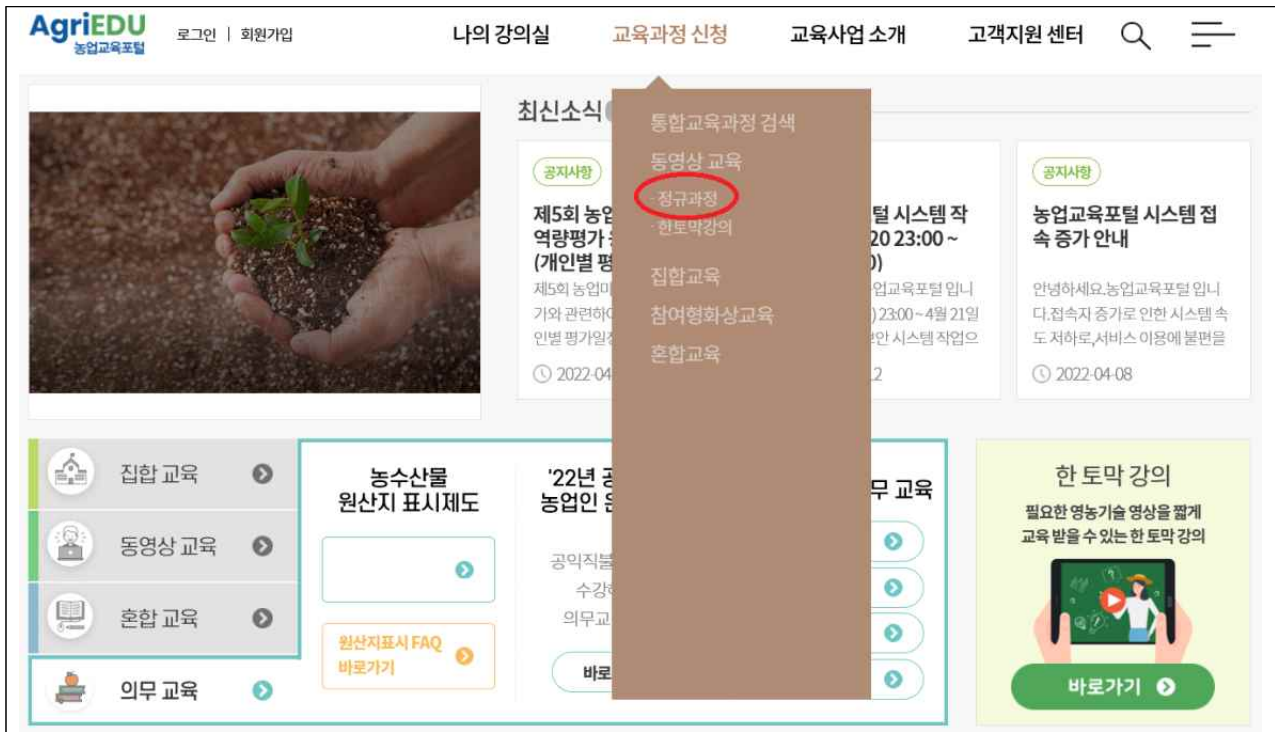 AgriEDU
농업교육포털
로그인 | 회원가입
나의 강의실
교육과정 신청
교육사업 소개
고객지원 센터
통합교육과정 검색
동영상 교육
· 정규과정
· 한토막강의
집합교육
참여형화상교육
혼합교육
최신소식
공지사항
제5회 농업
역량평가
(개인별 평
제5회 농업미
가와 관련하여
인별 평가일정
2022-04
털 시스템 작
20 23:00 ~
0)
업교육포털 입니
) 23:00 ~ 4월 21일
보안 시스템 작업으
.2
공지사항
농업교육포털 시스템 접
속 증가 안내
안녕하세요.농업교육포털 입니
다.접속자 증가로 인한 시스템 속
도 저하로,서비스 이용에 불편을
2022-04-08
집합 교육
동영상 교육
혼합 교육
의무 교육
농수산물
원산지 표시제도
원산지표시 FAQ
바로가기
'22년 공
농업인 은
공익직불
수강하
의무교
바로
무 교육
한 토막 강의
필요한 영농기술 영상을 짧게
교육 받을 수 있는 한 토막 강의
바로가기